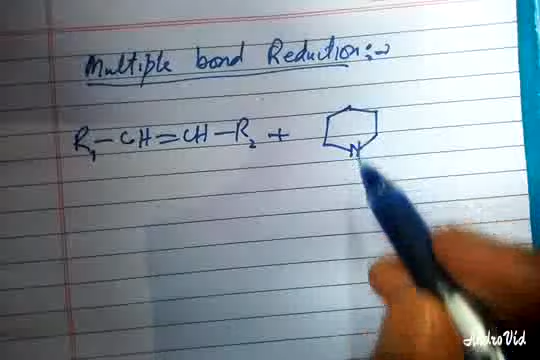 Multiple bond Reduction:→
R₁—CH=CH—R₂ +
N
AndroVid